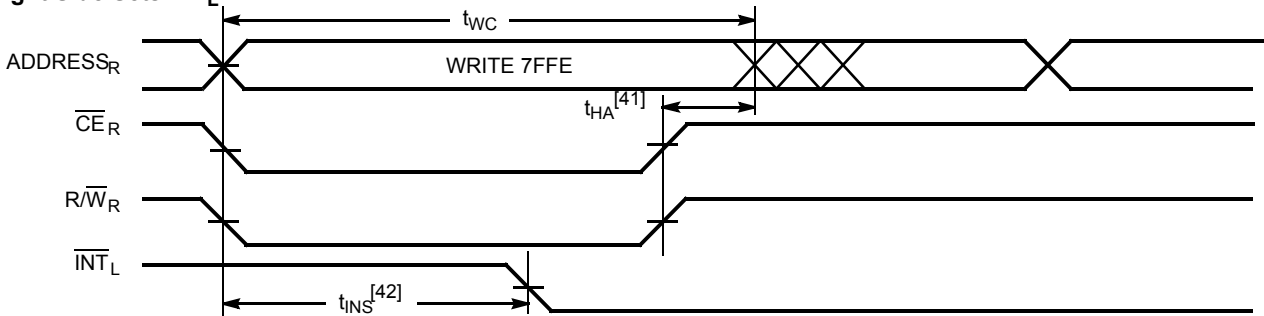 tWC
ADDRESSR
WRITE 7FFE
tHA[41]
CER
R/WR
INTL
tINS[42]